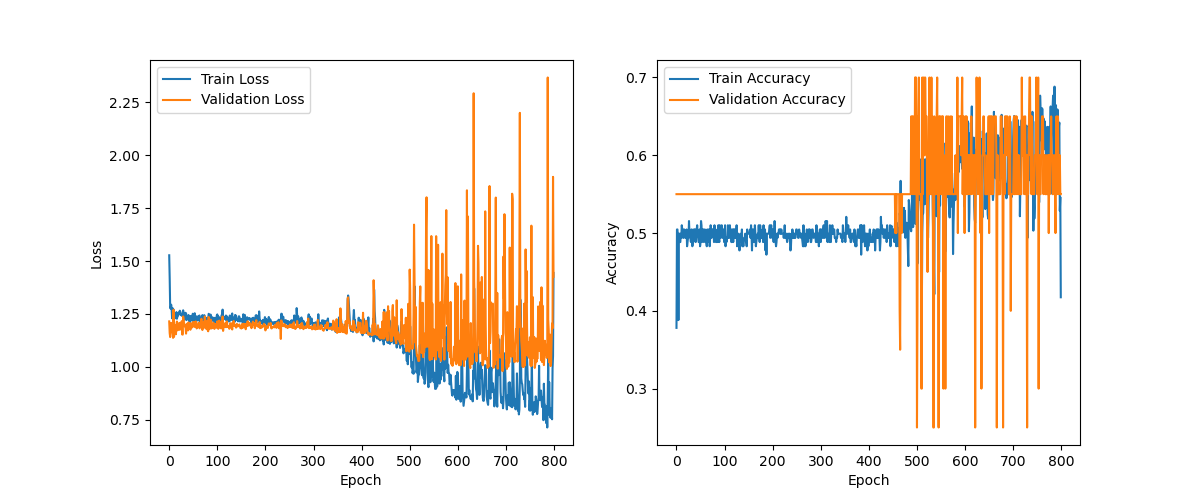 Train Loss
Validation Loss
2.25
2.00
1.75
1.50
1.25
1.00
0.75
Loss
0 100 200 300 400 500 600 700 800
Epoch
Train Accuracy
Validation Accuracy
0.7
0.6
0.5
0.4
0.3
Accuracy
0 100 200 300 400 500 600 700 800
Epoch